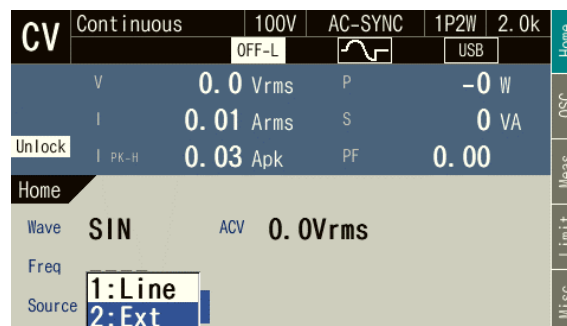 CV Continuous 100V AC-SYNC 1P2W 2.0k
OFF-L USB
V 0.0 Vrms P -0 W
I 0.01 Arms S 0 VA
Unlock
I PK-H 0.03 Apk PF 0.00
Home
Wave SIN ACV 0.0Vrms
Freq ----
1:Line
Source 2:Ext
Home
OSC
Meas
Limit
Misc